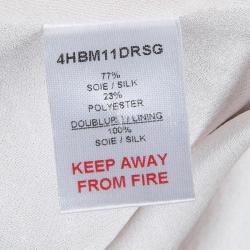 4HBM11DRSG
77%
SOIE / SILK
23%
POLYESTER
DOUBLURE / LINING
100%
SOIE / SILK
KEEP AWAY
FROM FIRE